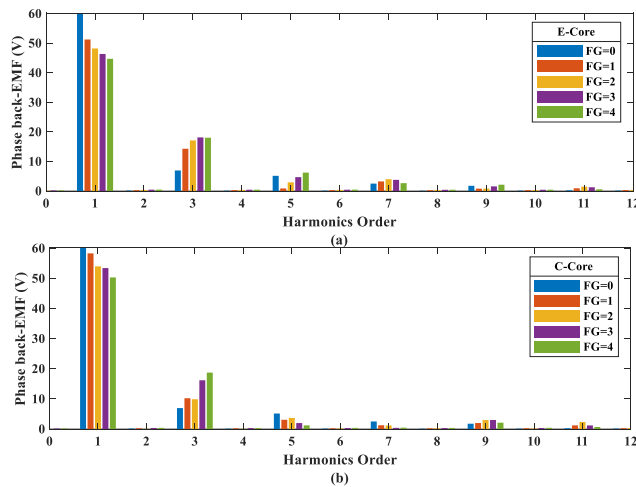 60
50
40
30
20
10
0
Phase back-EMF (V)
E-Core
FG=0
FG=1
FG=2
FG=3
FG=4
0 1 2 3 4 5 6 7 8 9 10 11 12
Harmonics Order
(a)
60
50
40
30
20
10
0
Phase back-EMF (V)
C-Core
FG=0
FG=1
FG=2
FG=3
FG=4
0 1 2 3 4 5 6 7 8 9 10 11 12
Harmonics Order
(b)